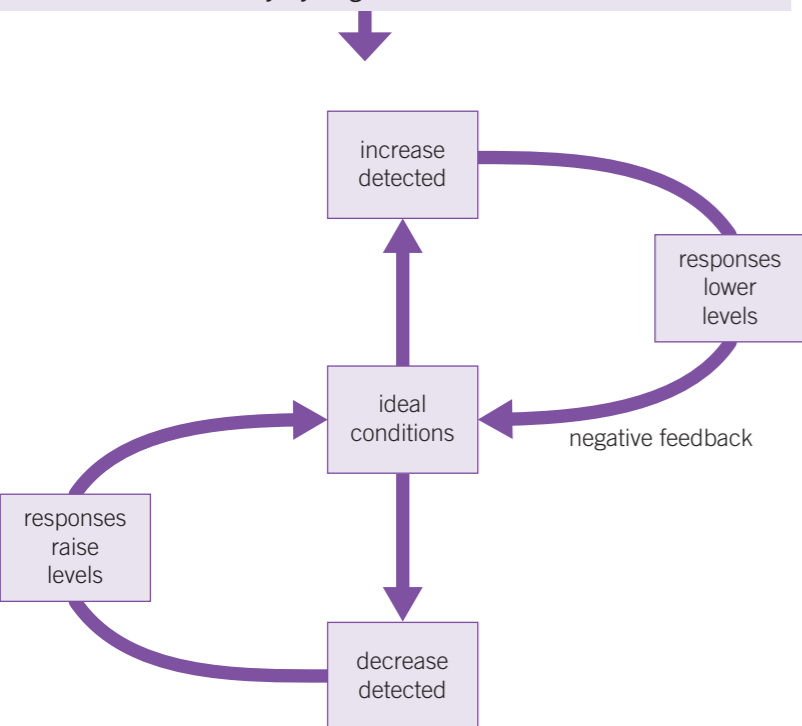 increase
detected
responses
lower
levels
ideal
conditions
negative feedback
responses
raise
levels
decrease
detected